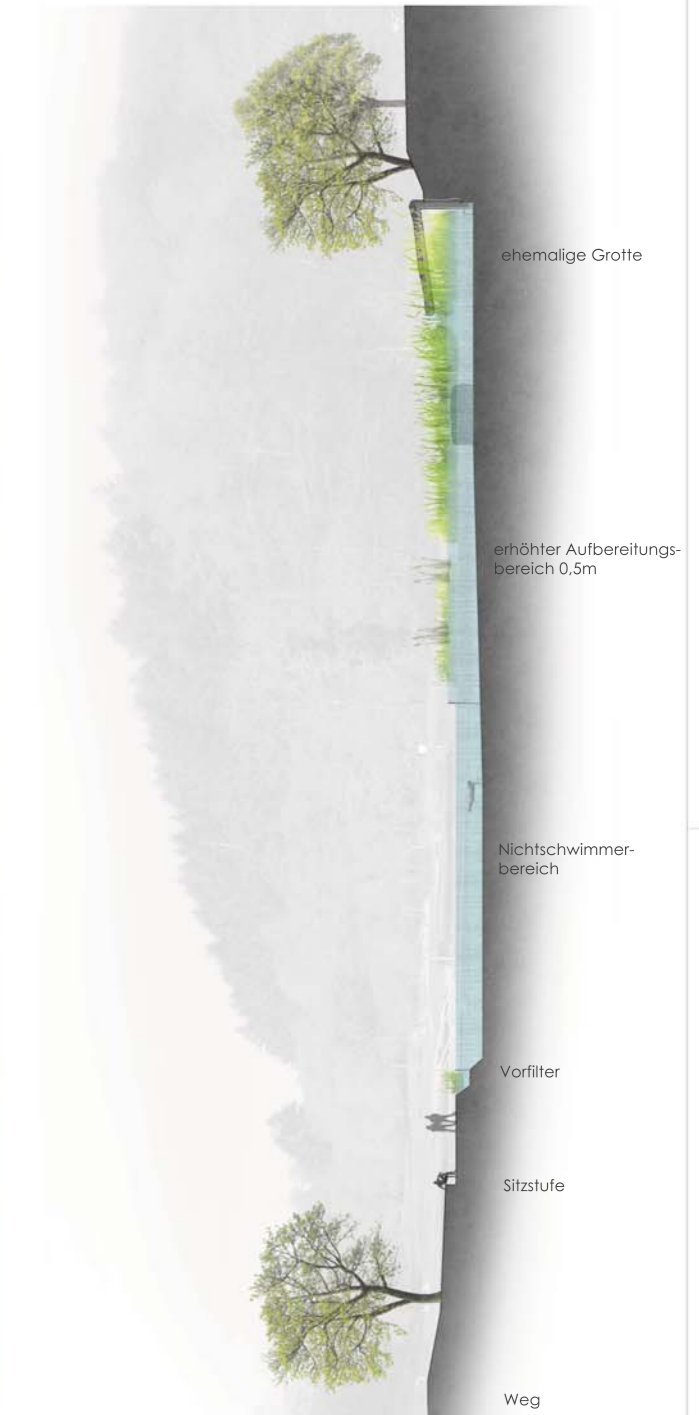 ehemalige Grotte
erhöhter Aufbereitungs-
bereich 0,5m
Nichtschwimmer-
bereich
Vorfilter
Sitzstufe
Weg